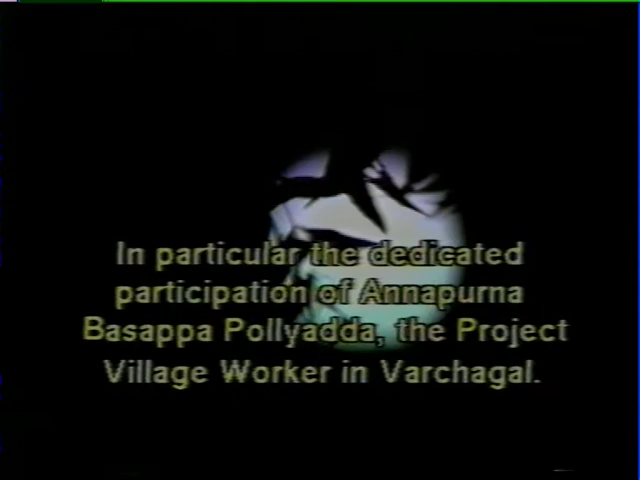 In particular the dedicated
participation of Annapurna
Basappa Pollyadda, the Project
Village Worker in Varchagal.